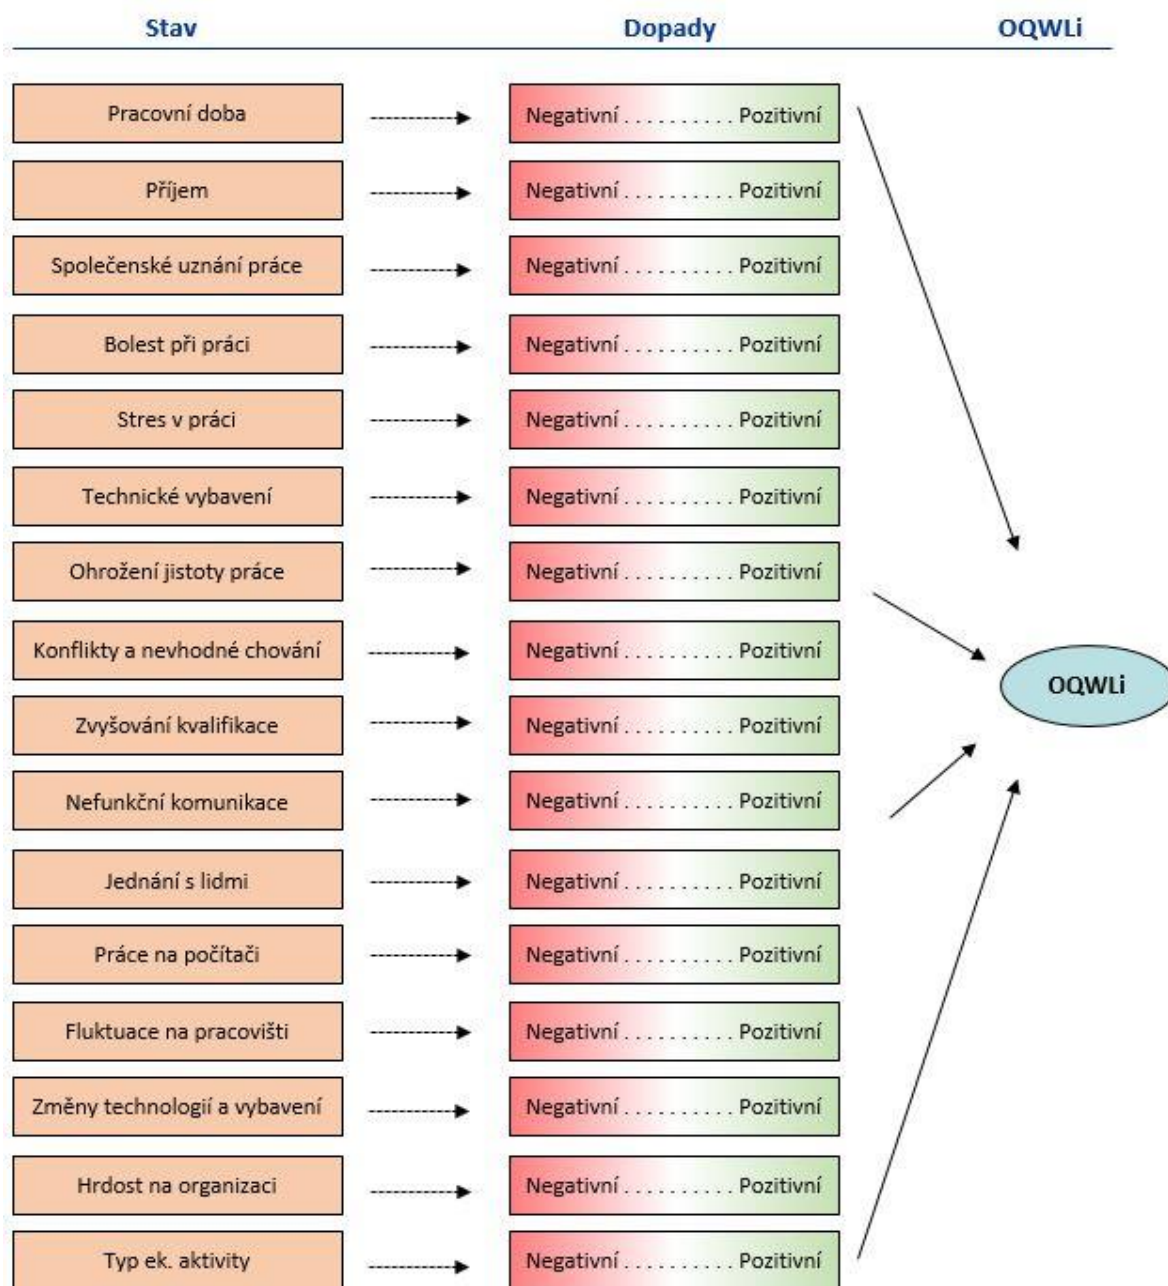 Stav Dopady OQWLi
Pracovní doba Negativní . . . . . . . . . . Pozitivní
Příjem Negativní . . . . . . . . . . Pozitivní
Společenské uznání práce Negativní . . . . . . . . . . Pozitivní
Bolest při práci Negativní . . . . . . . . . . Pozitivní
Stres v práci Negativní . . . . . . . . . . Pozitivní
Technické vybavení Negativní . . . . . . . . . . Pozitivní
Ohrožení jistoty práce Negativní . . . . . . . . . . Pozitivní
Konflikty a nevhodné chování Negativní . . . . . . . . . . Pozitivní
OQWLi
Zvyšování kvalifikace Negativní . . . . . . . . . . Pozitivní
Nefunkční komunikace Negativní . . . . . . . . . . Pozitivní
Jednání s lidmi Negativní . . . . . . . . . . Pozitivní
Práce na počítači Negativní . . . . . . . . . . Pozitivní
Fluktuace na pracovišti Negativní . . . . . . . . . . Pozitivní
Změny technologií a vybavení Negativní . . . . . . . . . . Pozitivní
Hrdost na organizaci Negativní . . . . . . . . . . Pozitivní
Typ ek. aktivity Negativní . . . . . . . . . . Pozitivní